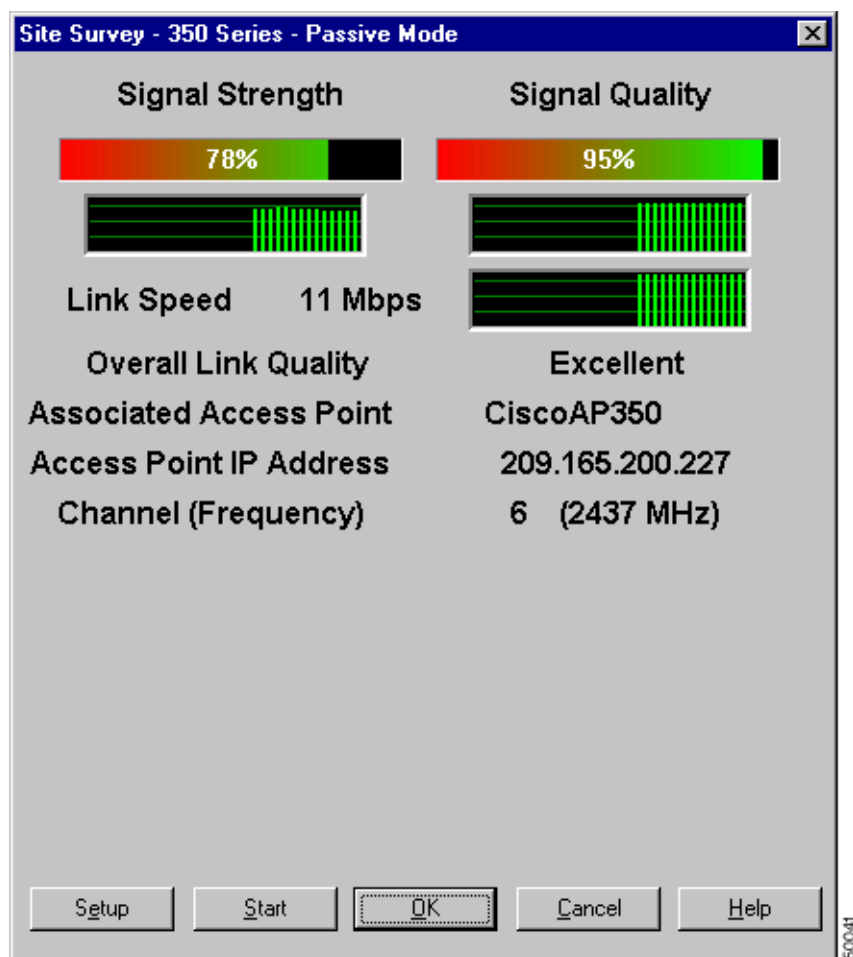 Site Survey - 350 Series - Passive Mode
Signal Strength Signal Quality
78% 95%
Link Speed 11 Mbps
Overall Link Quality Excellent
Associated Access Point CiscoAP350
Access Point IP Address 209.165.200.227
Channel (Frequency) 6 (2437 MHz)
Setup Start OK Cancel Help
50041